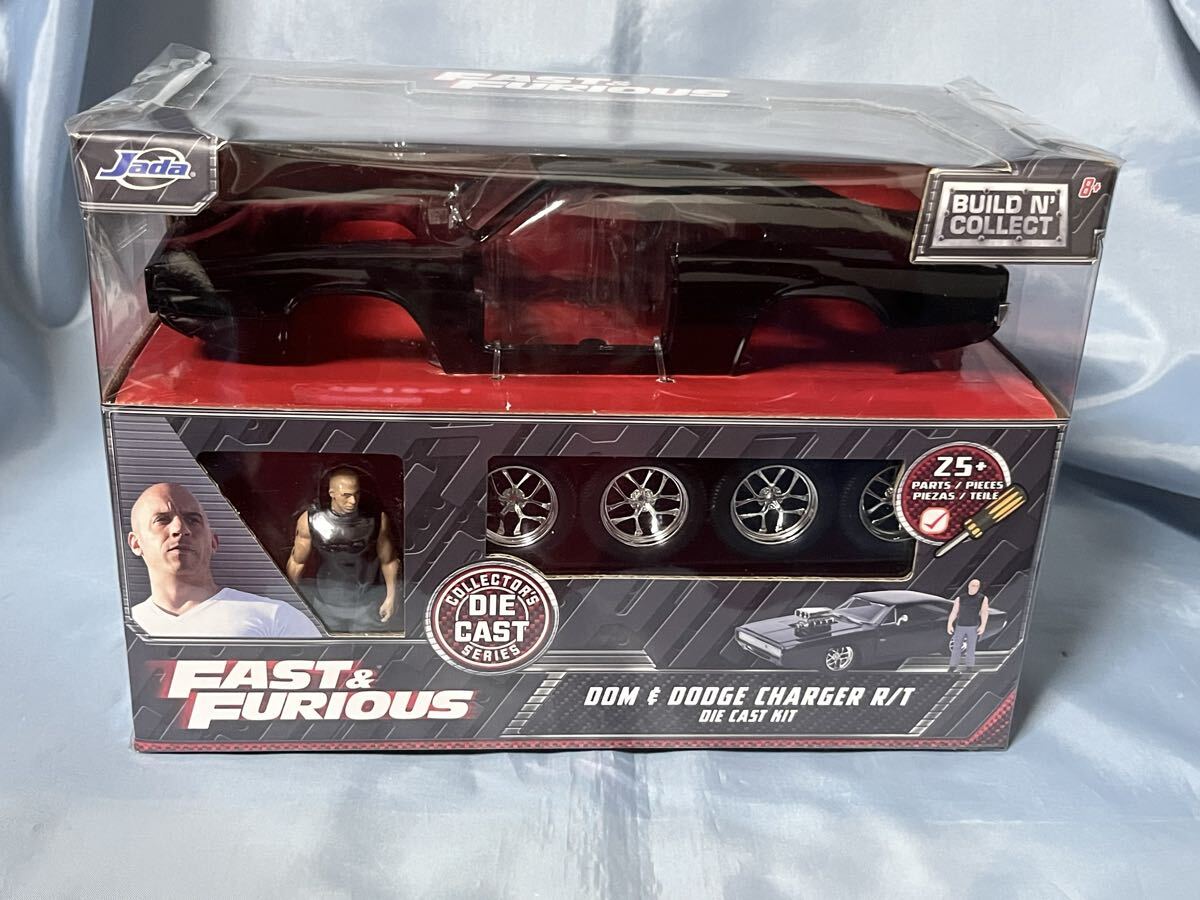 FAST &
FURIOUS
Jada
BUILD N'
COLLECT
8+
25+
PARTS / PIECES
PIEZAS / TEILE
COLLECTOR'S
DIE
CAST
SERIES
FAST &
FURIOUS
DOM & DODGE CHARGER R/T
DIE CAST KIT